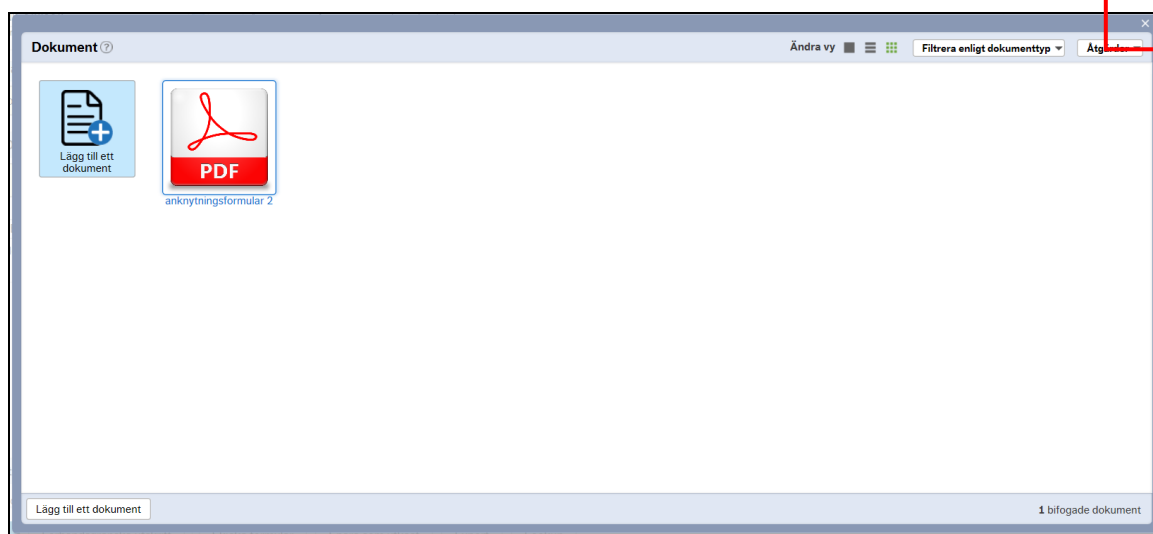 Dokument ?
Ändra vy
Filtrera enligt dokumenttyp
Åtgärder
Lägg till ett
dokument
PDF
anknytningsformular 2
Lägg till ett dokument
1 bifogade dokument